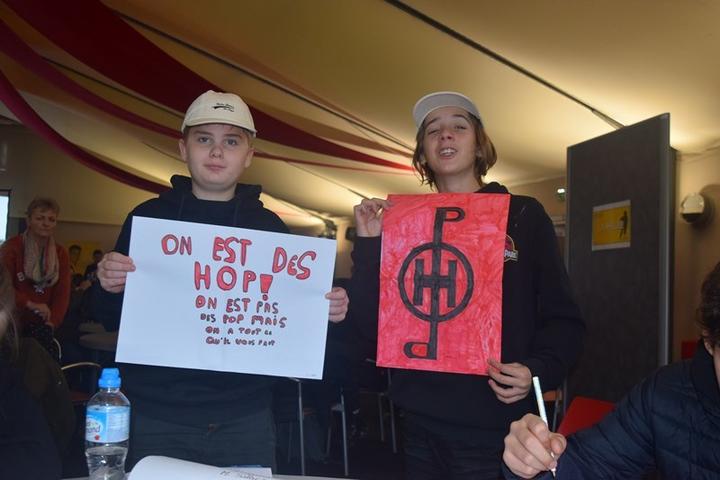 ON EST DES
HOP!
ON EST PAS
DES POP MAIS
ON A TOUT CE
QU'IL VOUS FAUT
P
H
P